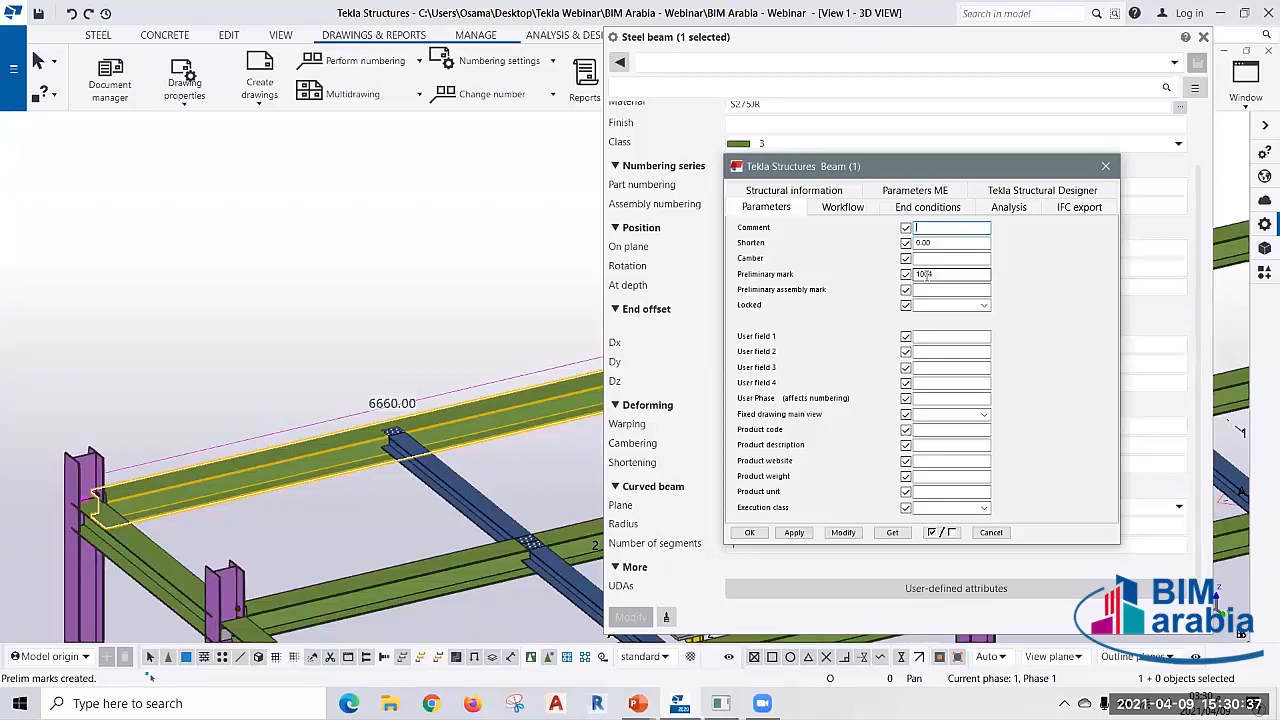 Tekla Structures - C:\Users\Osama\Desktop\Tekla Webinar\BIM Arabia - Webinar\BIM Arabia - Webinar - [View 1 - 3D View]
Search in model
Log in
STEEL CONCRETE EDIT VIEW DRAWINGS & REPORTS MANAGE ANALYSIS & DESI
Document manager
Drawing properties
Create drawings
Perform numbering
Multidrawing
Numbering settings
Change number
Reports
Window
Steel beam (1 selected)
Material S275JR
Finish
Class 3
Numbering series
Part numbering
Assembly numbering
Position
On plane
Rotation
At depth
End offset
Dx
Dy
Dz
Deforming
Warping
Cambering
Shortening
Curved beam
Plane
Radius
Number of segments
More
UDAs
User-defined attributes
Modify
Tekla Structures Beam (1)
Structural information Parameters ME Tekla Structural Designer
Parameters Workflow End conditions Analysis IFC export
Comment
Shorten 0.00
Camber
Preliminary mark
Preliminary assembly mark
Locked
User field 1
User field 2
User field 3
User field 4
User Phase (affects numbering)
Fixed drawing main view
Product code
Product description
Product website
Product weight
Product unit
Execution class
OK Apply Modify Get Cancel
6660.00
2
1
A
z
BIM
arabia
Model origin
standard
Auto
View plane
Outline planes
Prelim marks created.
O 0 Pan Current phase: 1, Phase 1 1 + 0 objects selected
Type here to search
2020
03:30
2021/04/09
2021-04-09 15:30:37